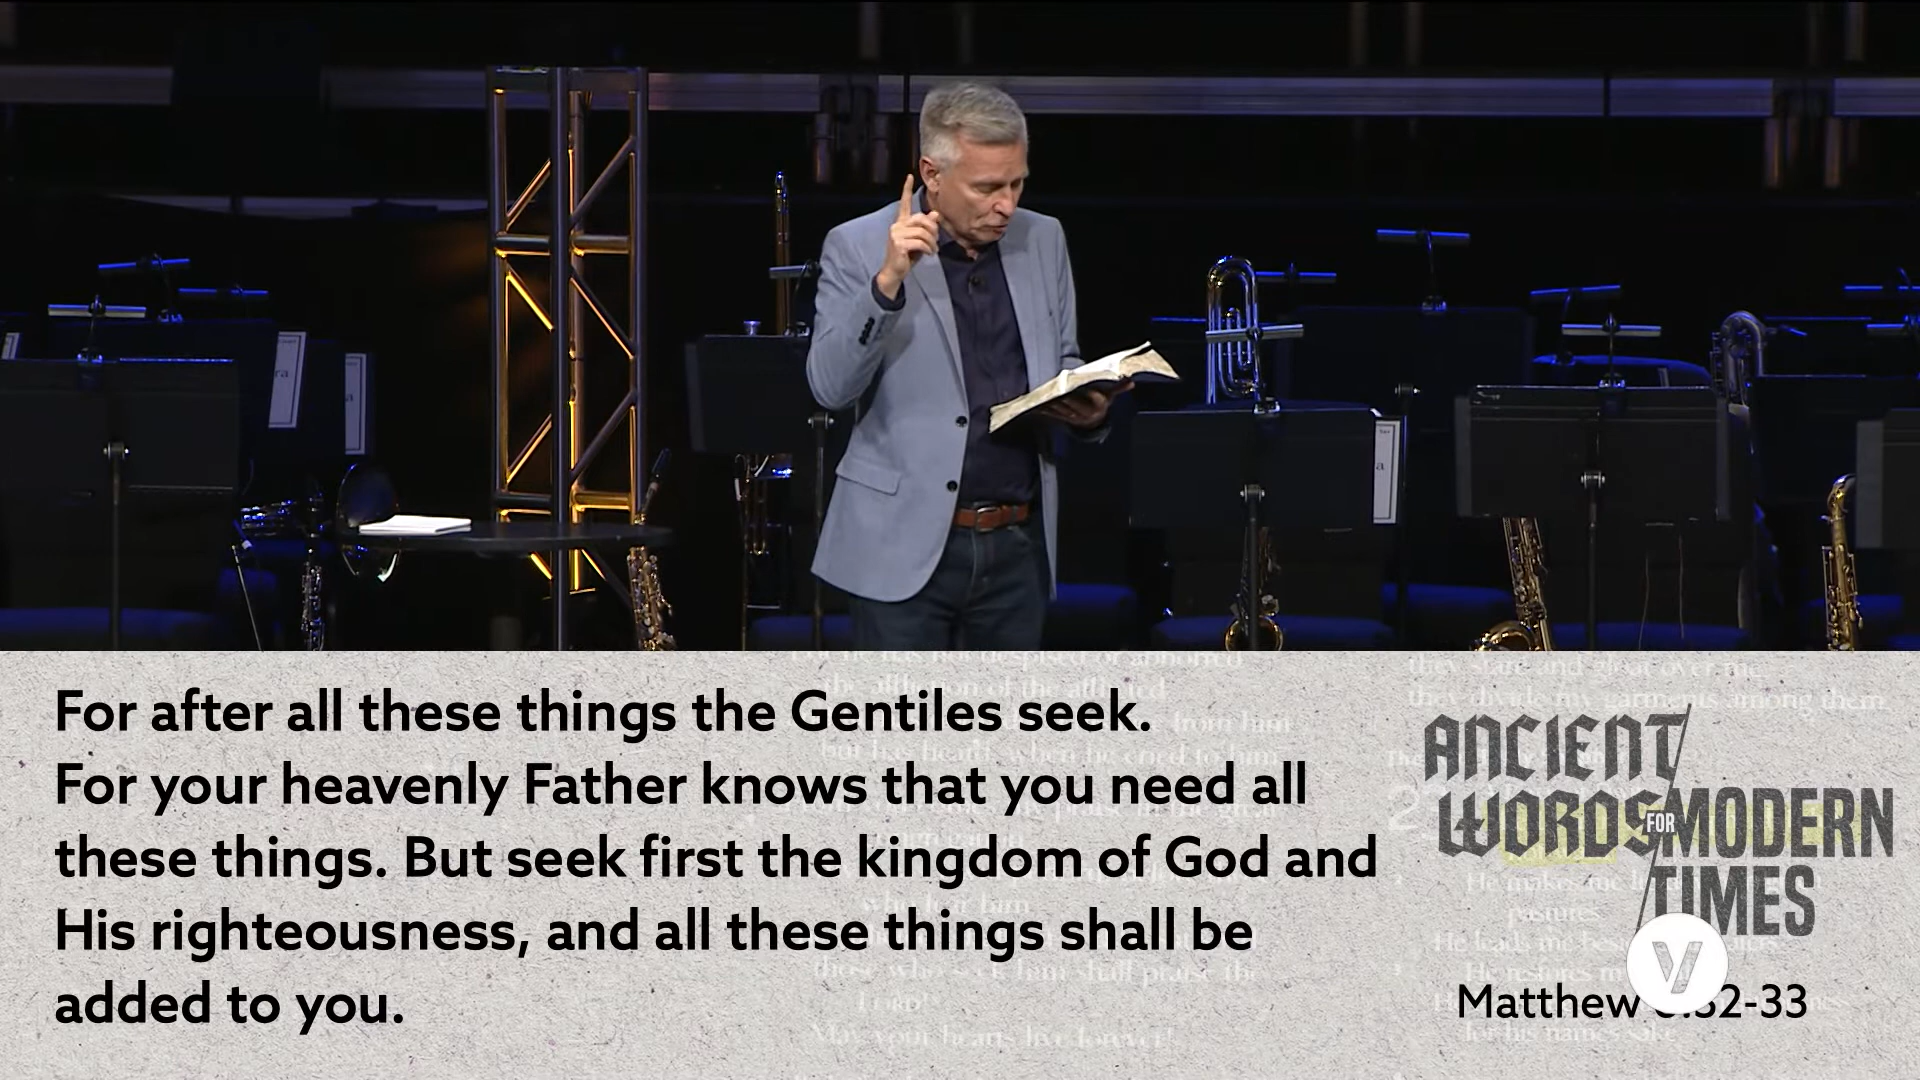 For after all these things the Gentiles seek.
For your heavenly Father knows that you need all
these things. But seek first the kingdom of God and
His righteousness, and all these things shall be
added to you.
ANCIENT
WORDS FOR MODERN
TIMES
Matthew 32-33